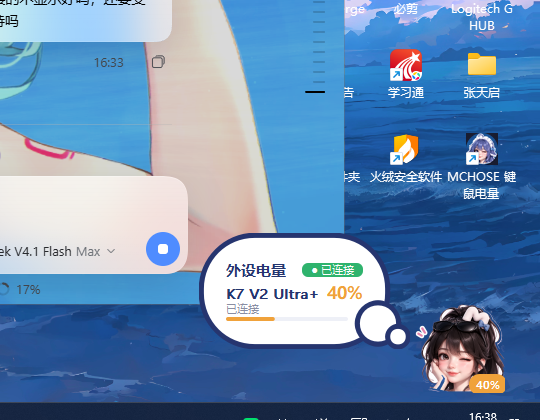 16:33
V4.1 Flash Max
17%
必剪
Logitech G
HUB
学习通
张天启
火绒安全软件
MCHOSE 键
鼠电量
外设电量
已连接
K7 V2 Ultra+ 40%
已连接
40%
16:38